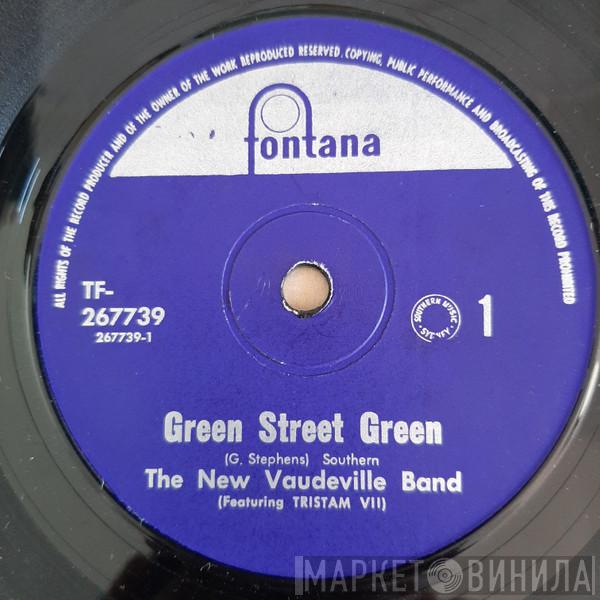 ALL RIGHTS OF THE RECORD PRODUCER AND OF THE OWNER OF THE WORK REPRODUCED RESERVED. COPYING, PUBLIC PERFORMANCE AND BROADCASTING OF THIS RECORD PROHIBITED
fontana
TF-
267739
267739-1
SOUTHERN MUSIC
• SYDNEY •
1
Green Street Green
(G. Stephens) Southern
The New Vaudeville Band
(Featuring TRISTAM VII)
МАРКЕТ ВИНИЛА